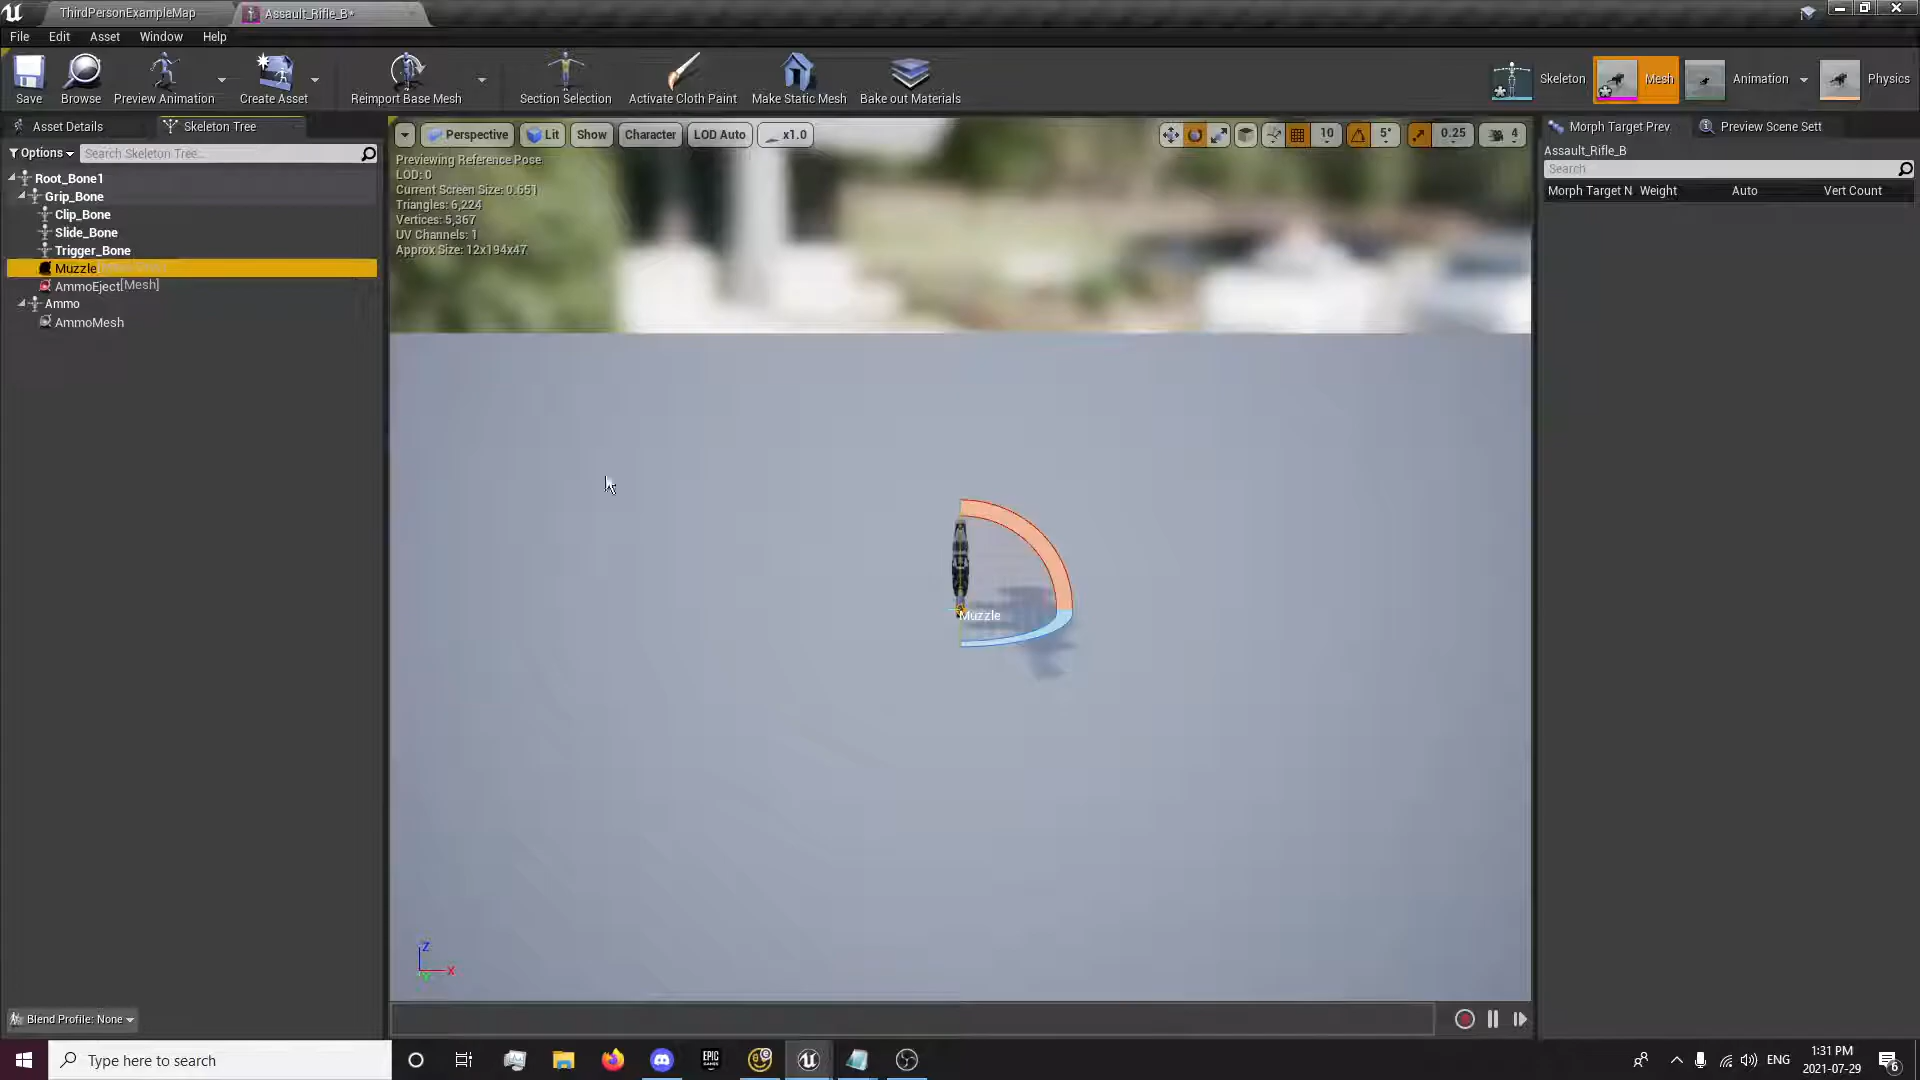 ThirdPersonExampleMap
Assault_Rifle_B*
File
Edit
Asset
Window
Help
Save
Browse
Preview Animation
Create Asset
Reimport Base Mesh
Section Selection
Activate Cloth Paint
Make Static Mesh
Bake out Materials
Skeleton
Mesh
Animation
Physics
Asset Details
Skeleton Tree
Options
Search Skeleton Tree...
Root_Bone1
Grip_Bone
Clip_Bone
Slide_Bone
Trigger_Bone
Muzzle
AmmoEject [Mesh]
Ammo
AmmoMesh
Blend Profile: None
Perspective
Lit
Show
Character
LOD Auto
x1.0
10
5°
0.25
4
Previewing Reference Pose
LOD: 0
Current Screen Size: 0.651
Triangles: 6,224
Vertices: 5,367
UV Channels: 1
Approx Size: 12x194x47
Muzzle
Z
X
Morph Target Prev
Preview Scene Sett
Assault_Rifle_B
Search
Morph Target N
Weight
Auto
Vert Count
Type here to search
EPIC GAMES
ENG
1:31 PM
2021-07-29
6